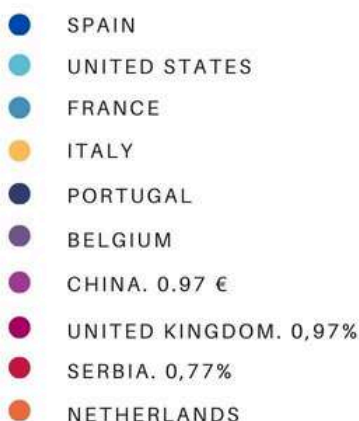 SPAIN
UNITED STATES
FRANCE
ITALY
PORTUGAL
BELGIUM
CHINA. 0.97 €
UNITED KINGDOM. 0,97%
SERBIA. 0,77%
NETHERLANDS